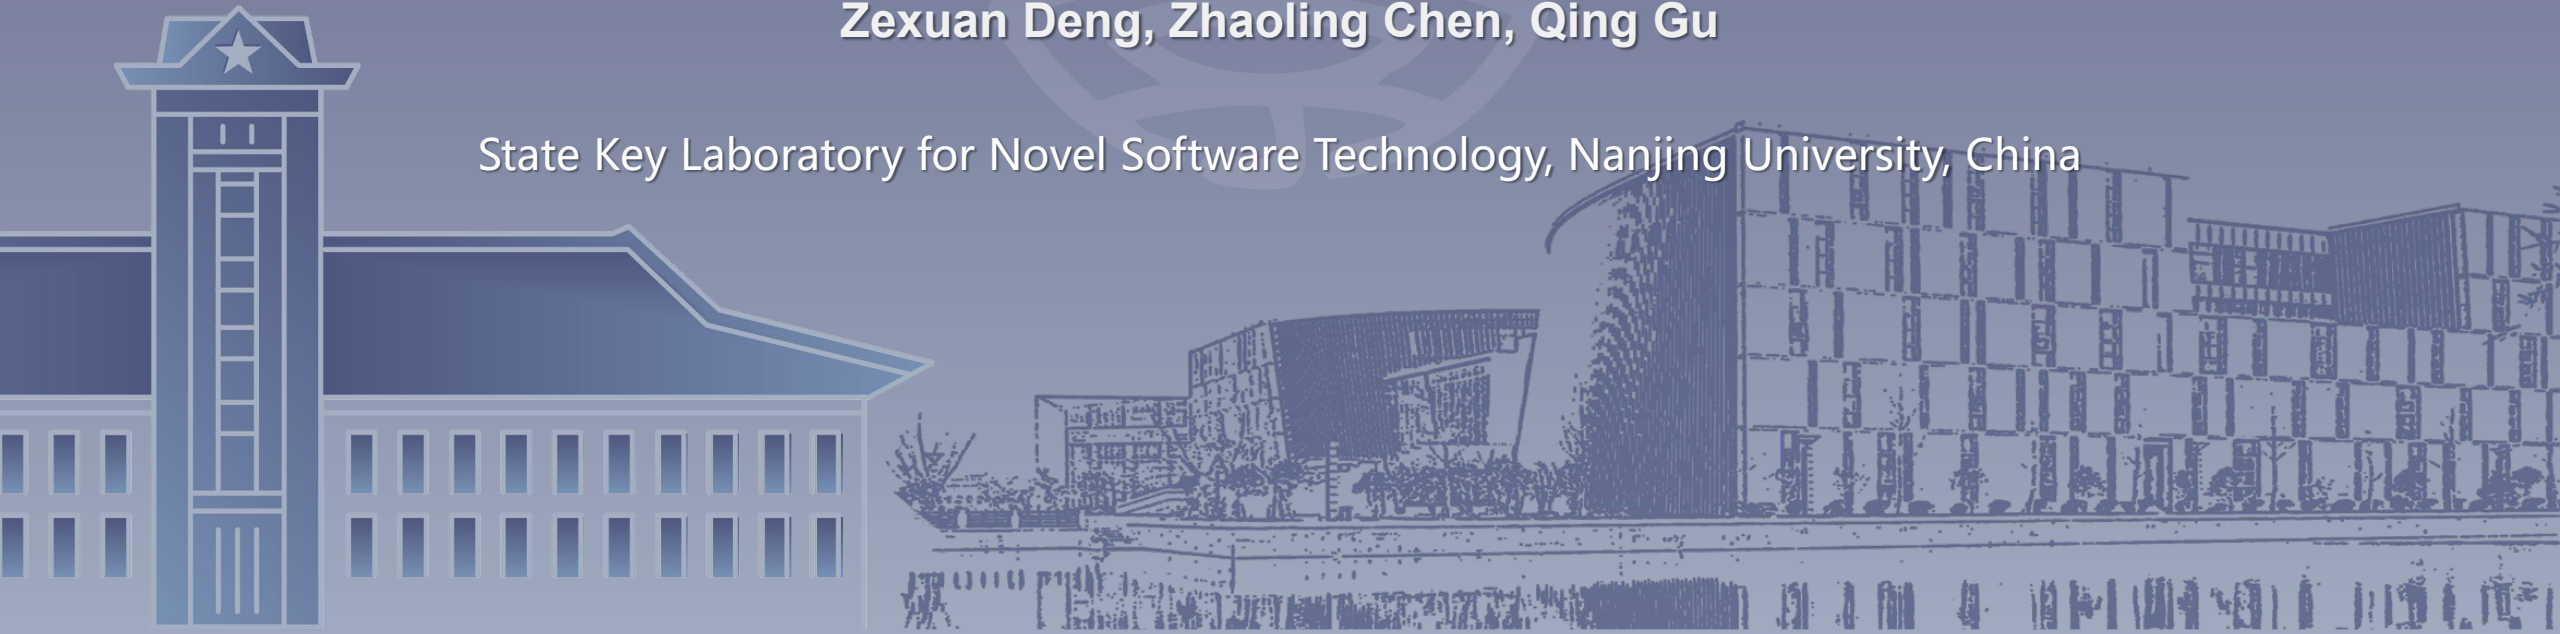 Zexuan Deng, Zhaoling Chen, Qing Gu
State Key Laboratory for Novel Software Technology, Nanjing University, China